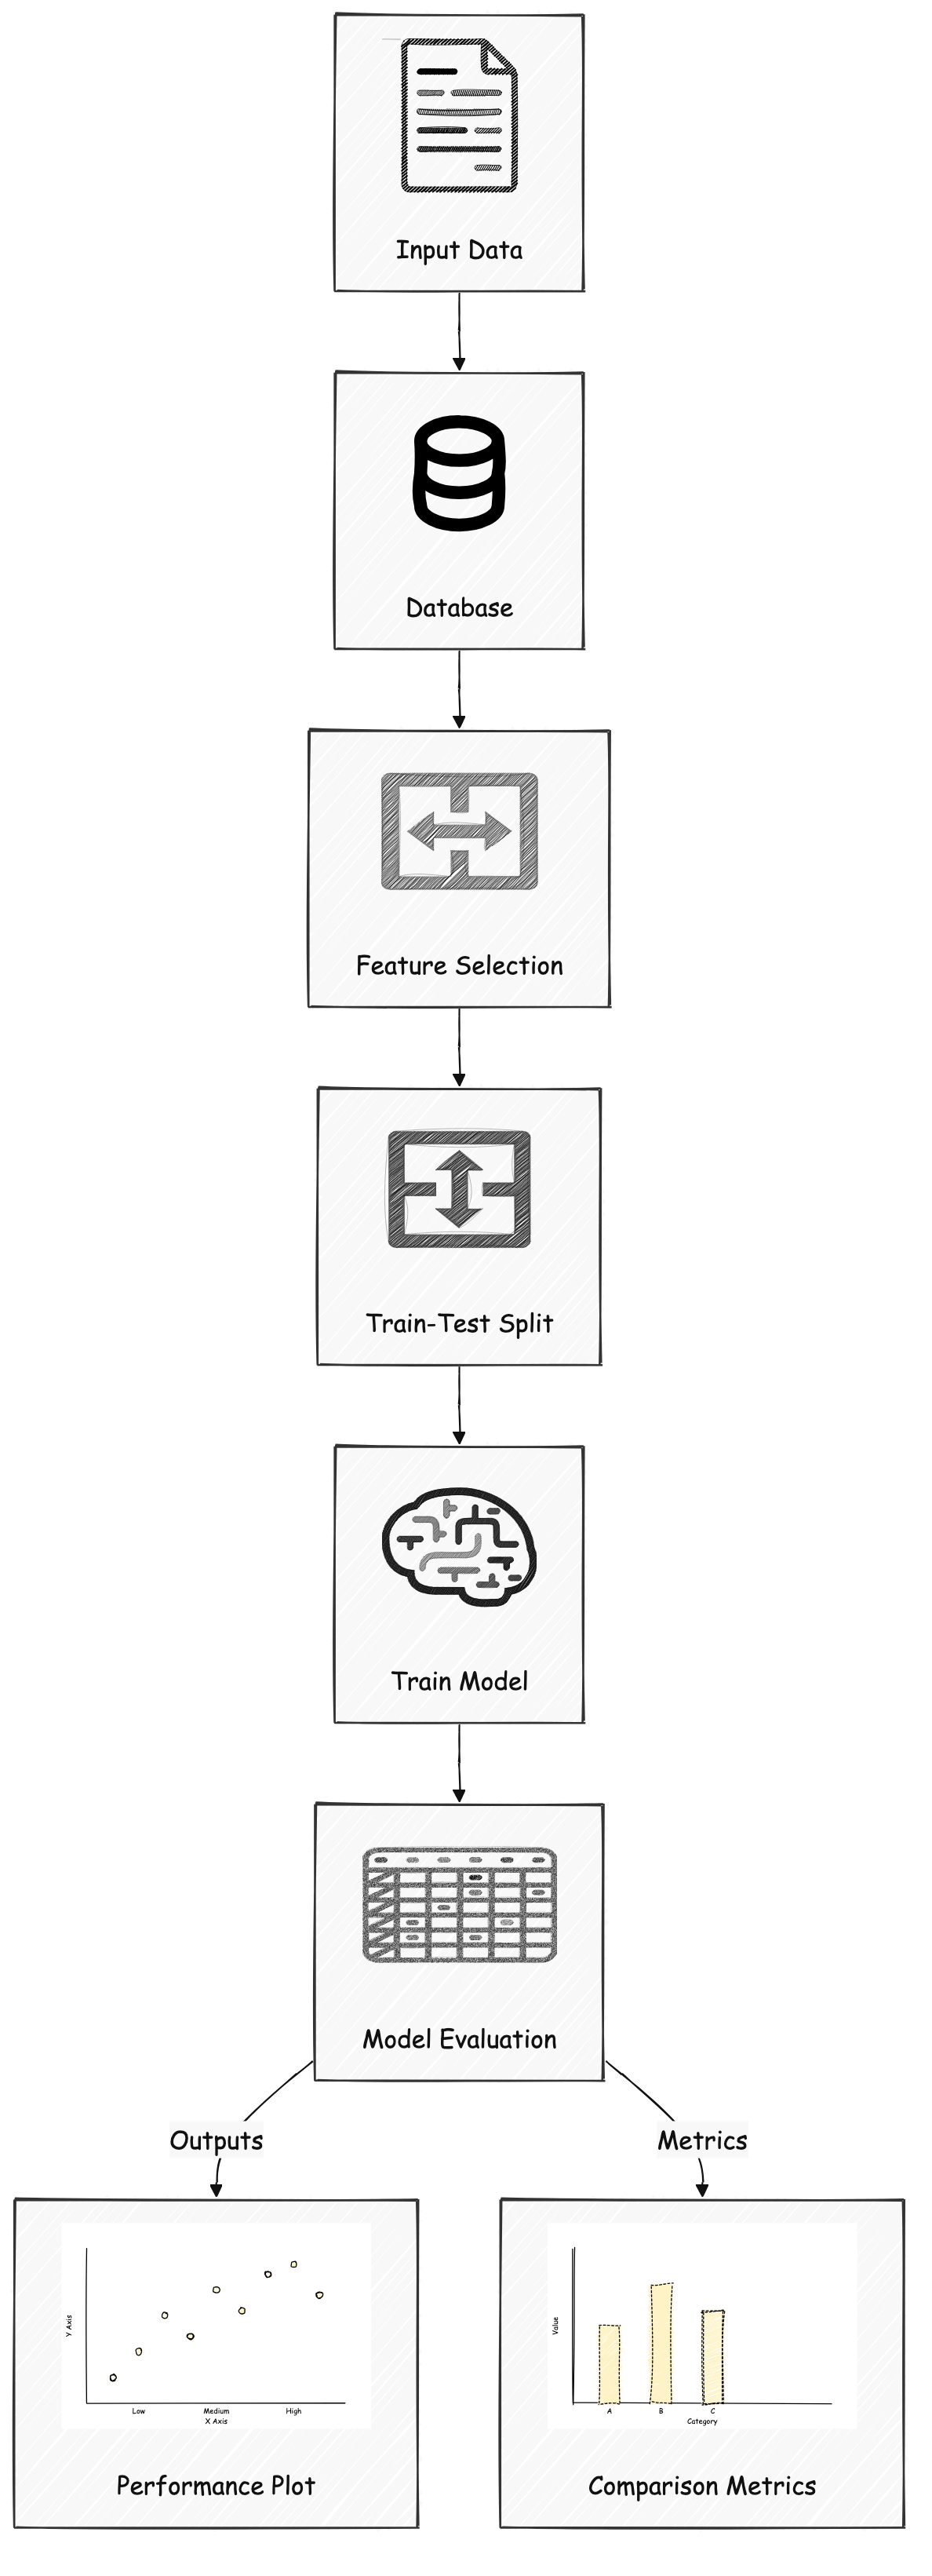 Input Data
Database
Feature Selection
Train-Test Split
Train Model
Model Evaluation
Outputs
Metrics
Y Axis
Low Medium High
X Axis
Performance Plot
Value
A B C
Category
Comparison Metrics